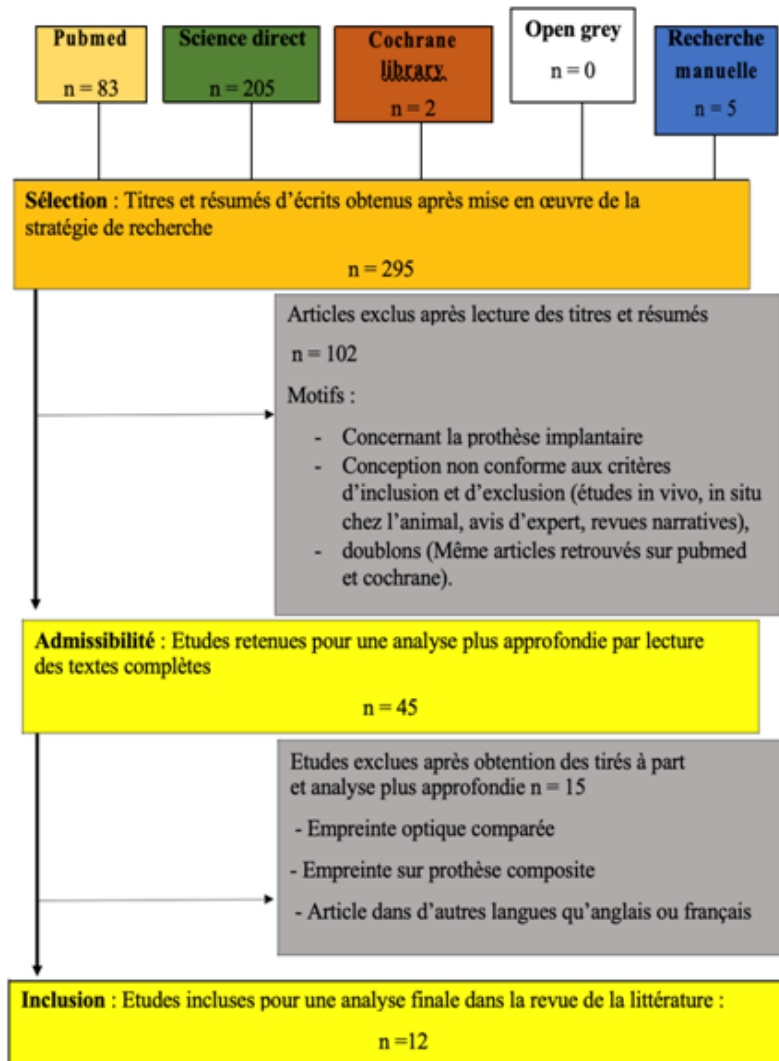 Pubmed
n = 83
Science direct
n = 205
Cochrane
library
n = 2
Open grey
n = 0
Recherche
manuelle
n = 5
Sélection : Titres et résumés d'écrits obtenus après mise en œuvre de la
stratégie de recherche
n = 295
Articles exclus après lecture des titres et résumés
n = 102
Motifs :
- Concernant la prothèse implantaire
- Conception non conforme aux critères
d'inclusion et d'exclusion (études in vivo, in situ
chez l'animal, avis d'expert, revues narratives),
- doublons (Même articles retrouvés sur pubmed
et cochrane).
Admissibilité : Etudes retenues pour une analyse plus approfondie par lecture
des textes complètes
n = 45
Etudes exclues après obtention des tirés à part
et analyse plus approfondie n = 15
- Empreinte optique comparée
- Empreinte sur prothèse composite
- Article dans d'autres langues qu'anglais ou français
Inclusion : Etudes incluses pour une analyse finale dans la revue de la littérature :
n =12